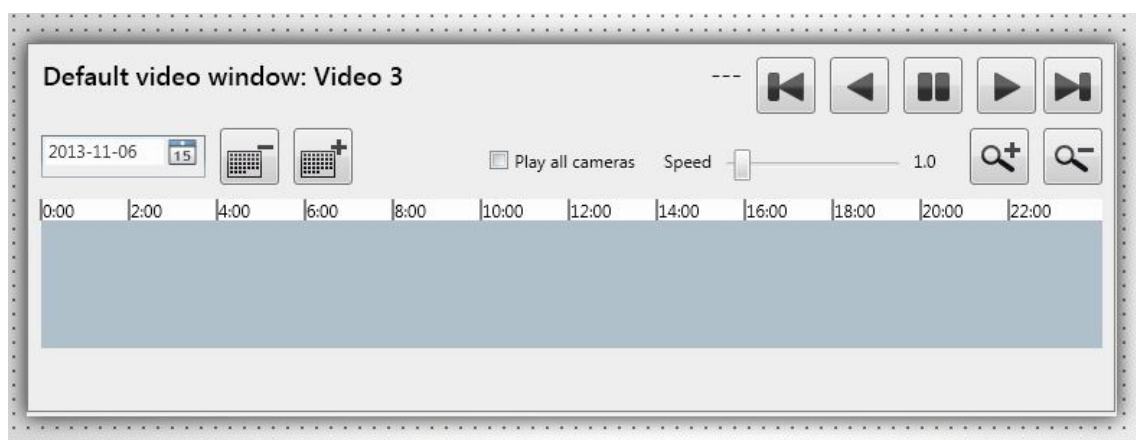 Default video window: Video 3 ---
2013-11-06 15 Play all cameras Speed 1.0
0:00 2:00 4:00 6:00 8:00 10:00 12:00 14:00 16:00 18:00 20:00 22:00